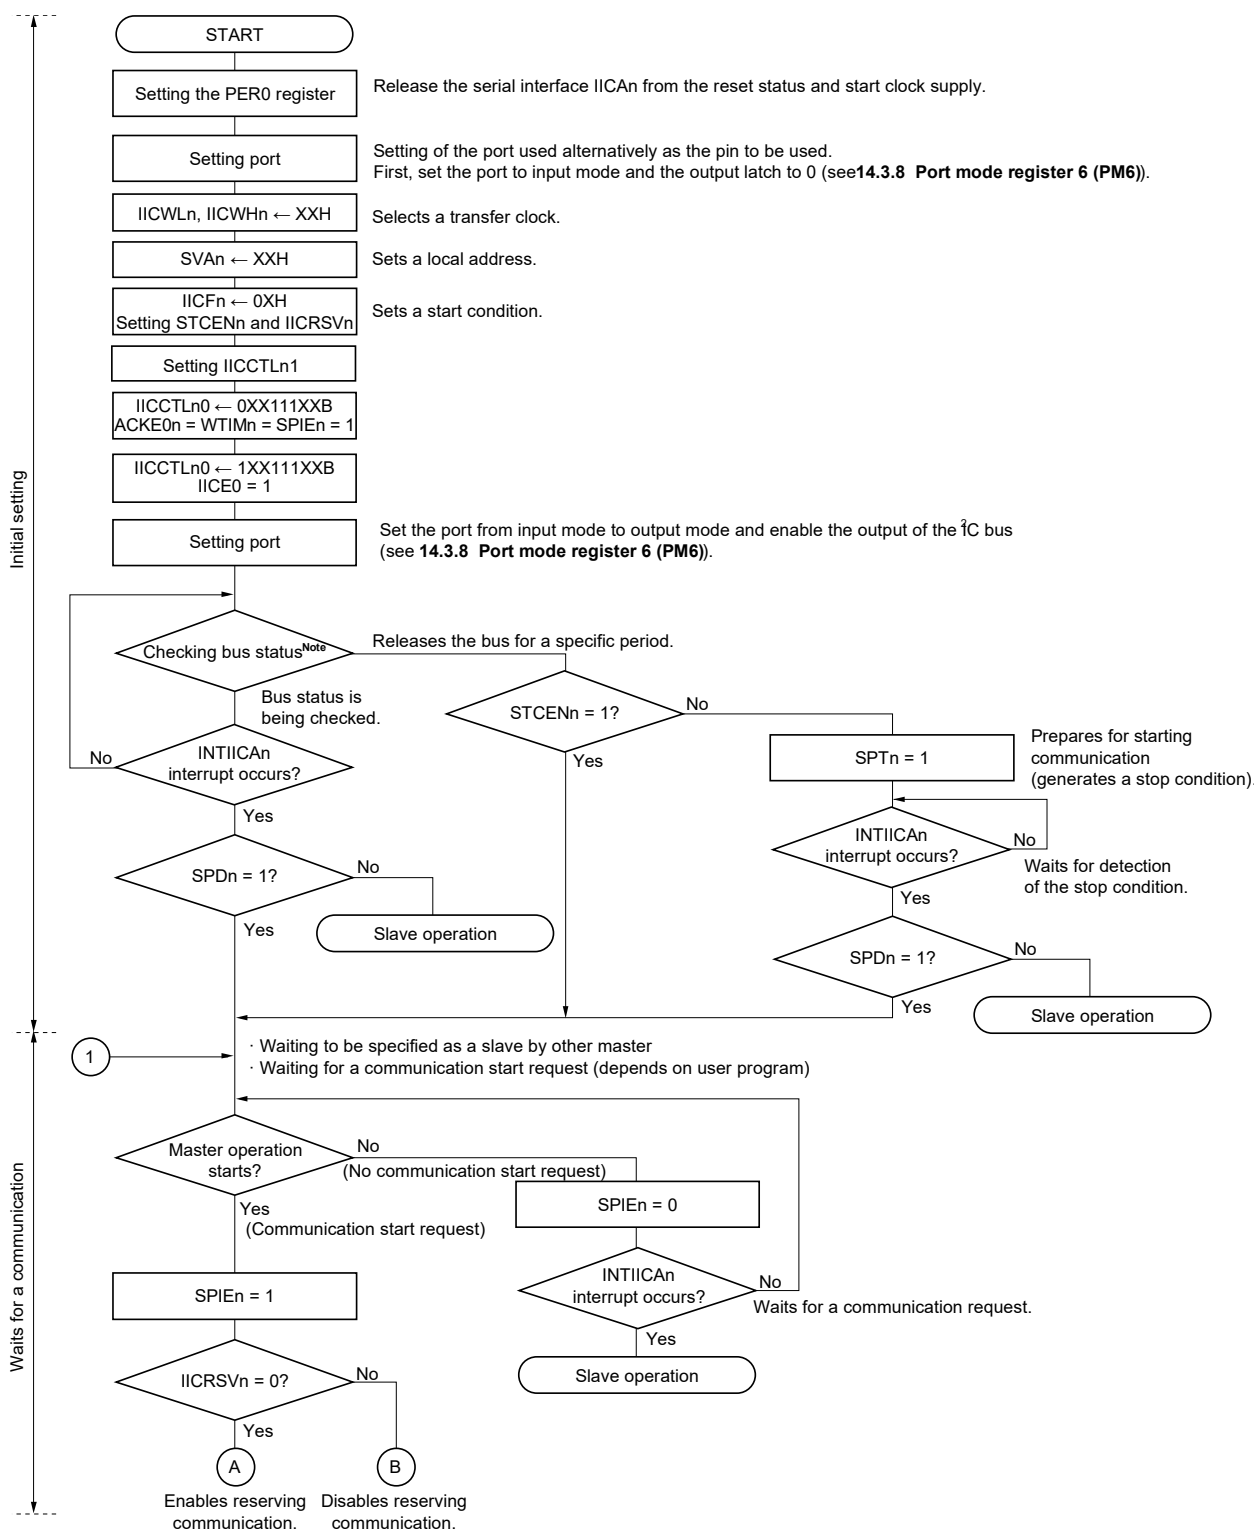 START
Setting the PER0 register
Release the serial interface IICAn from the reset status and start clock supply.
Setting port
Setting of the port used alternatively as the pin to be used.
First, set the port to input mode and the output latch to 0 (see14.3.8 Port mode register 6 (PM6)).
IICWLn, IICWHn ← XXH
Selects a transfer clock.
SVAn ← XXH
Sets a local address.
IICFn ← 0XH
Setting STCENn and IICRSVn
Sets a start condition.
Setting IICCTLn1
IICCTLn0 ← 0XX111XXB
ACKE0n = WTIMn = SPIEn = 1
IICCTLn0 ← 1XX111XXB
IICE0 = 1
Setting port
Set the port from input mode to output mode and enable the output of the I2C bus
(see 14.3.8 Port mode register 6 (PM6)).
Initial setting
Checking bus statusNote
Releases the bus for a specific period.
Bus status is
being checked.
STCENn = 1?
No
Yes
SPTn = 1
Prepares for starting
communication
(generates a stop condition).
INTIICAn
interrupt occurs?
No
Yes
INTIICAn
interrupt occurs?
No
Waits for detection
of the stop condition.
Yes
SPDn = 1?
No
Slave operation
Yes
SPDn = 1?
No
Slave operation
Yes
Waits for a communication
1
· Waiting to be specified as a slave by other master
· Waiting for a communication start request (depends on user program)
Master operation
starts?
No
(No communication start request)
Yes
(Communication start request)
SPIEn = 0
INTIICAn
interrupt occurs?
No
Waits for a communication request.
Yes
Slave operation
SPIEn = 1
IICRSVn = 0?
No
Yes
A
B
Enables reserving
communication.
Disables reserving
communication.